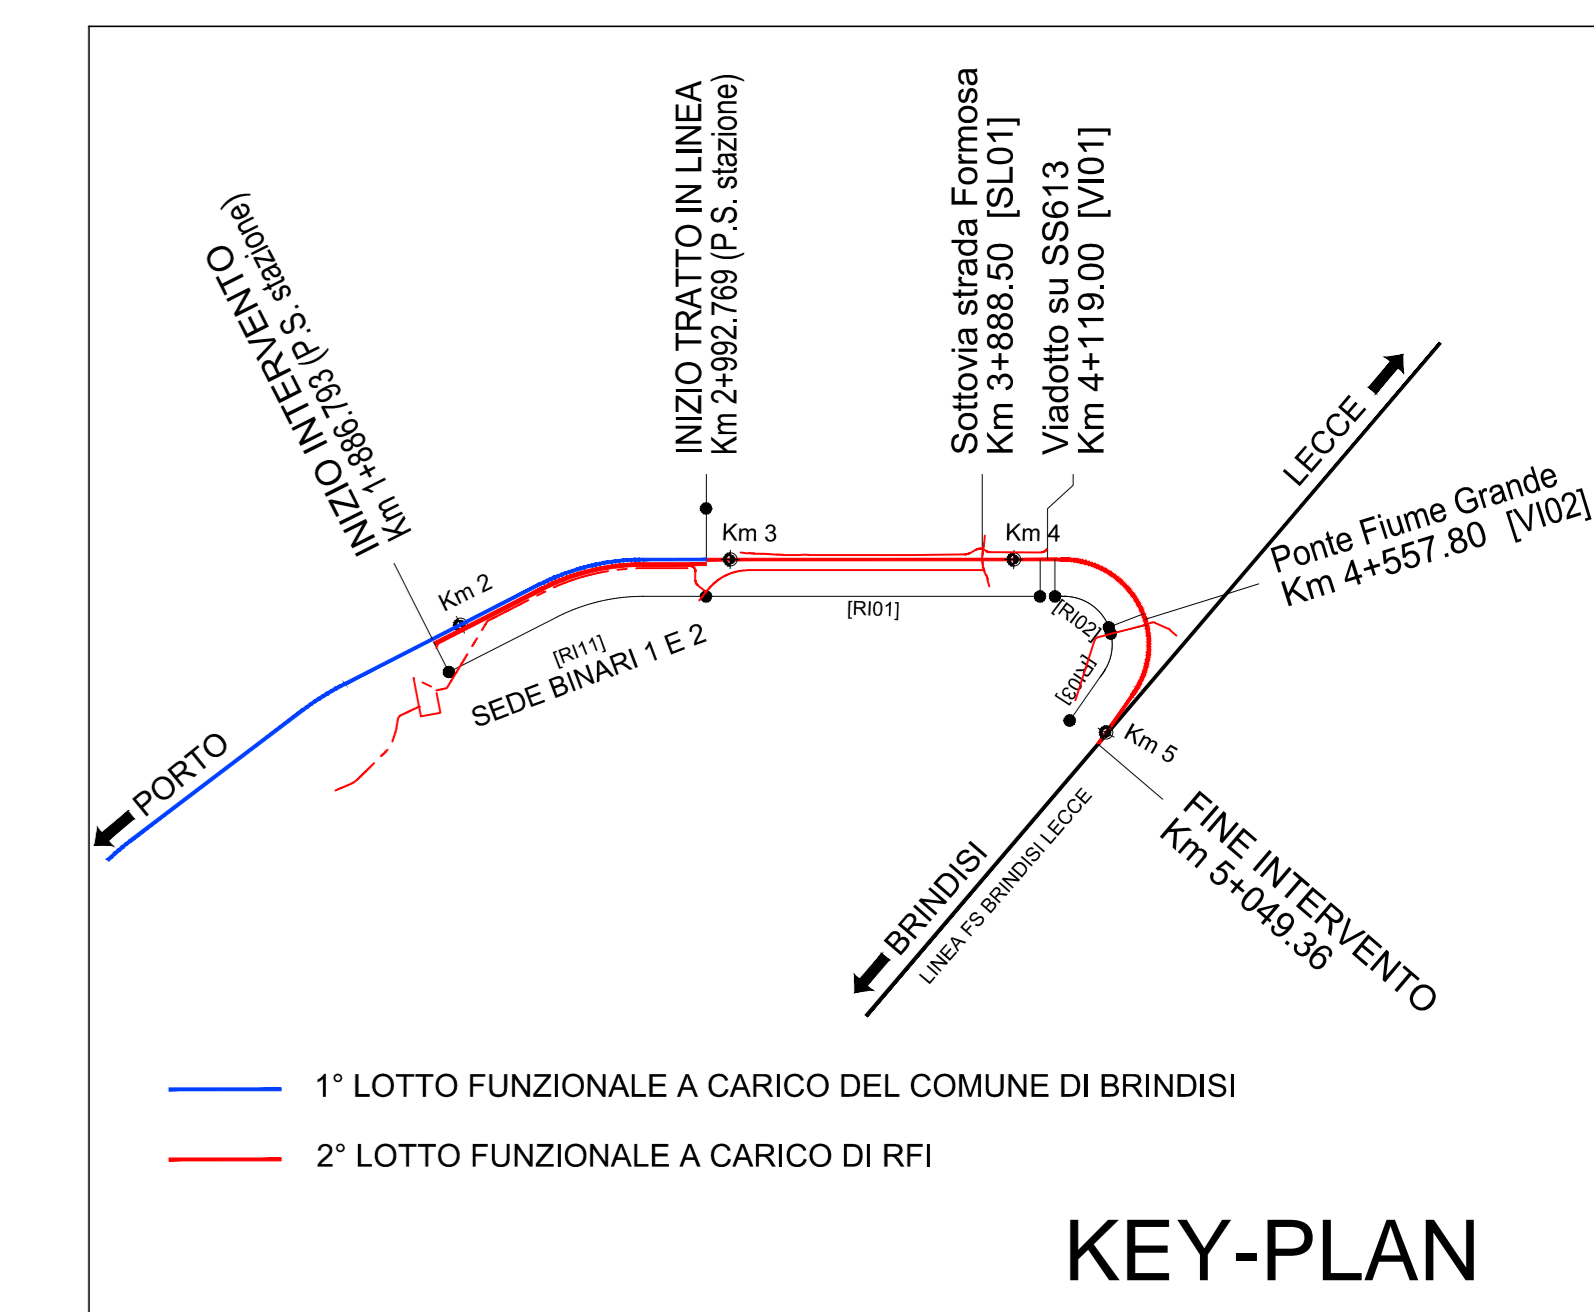 INIZIO INTERVENTO
Km 1+886.793 (P.S. stazione)
INIZIO TRATTO IN LINEA
Km 2+992.769 (P.S. stazione)
Sottovia strada Formosa
Km 3+888.50 [SL01]
Viadotto su SS613
Km 4+119.00 [VI01]
LECCE
Ponte Fiume Grande
Km 4+557.80 [VI02]
Km 2
Km 3
Km 4
[RI11]
SEDE BINARI 1 E 2
[RI01]
[RI02]
[RI03]
Km 5
PORTO
BRINDISI
LINEA FS BRINDISI LECCE
FINE INTERVENTO
Km 5+049.36
1° LOTTO FUNZIONALE A CARICO DEL COMUNE DI BRINDISI
2° LOTTO FUNZIONALE A CARICO DI RFI
KEY-PLAN